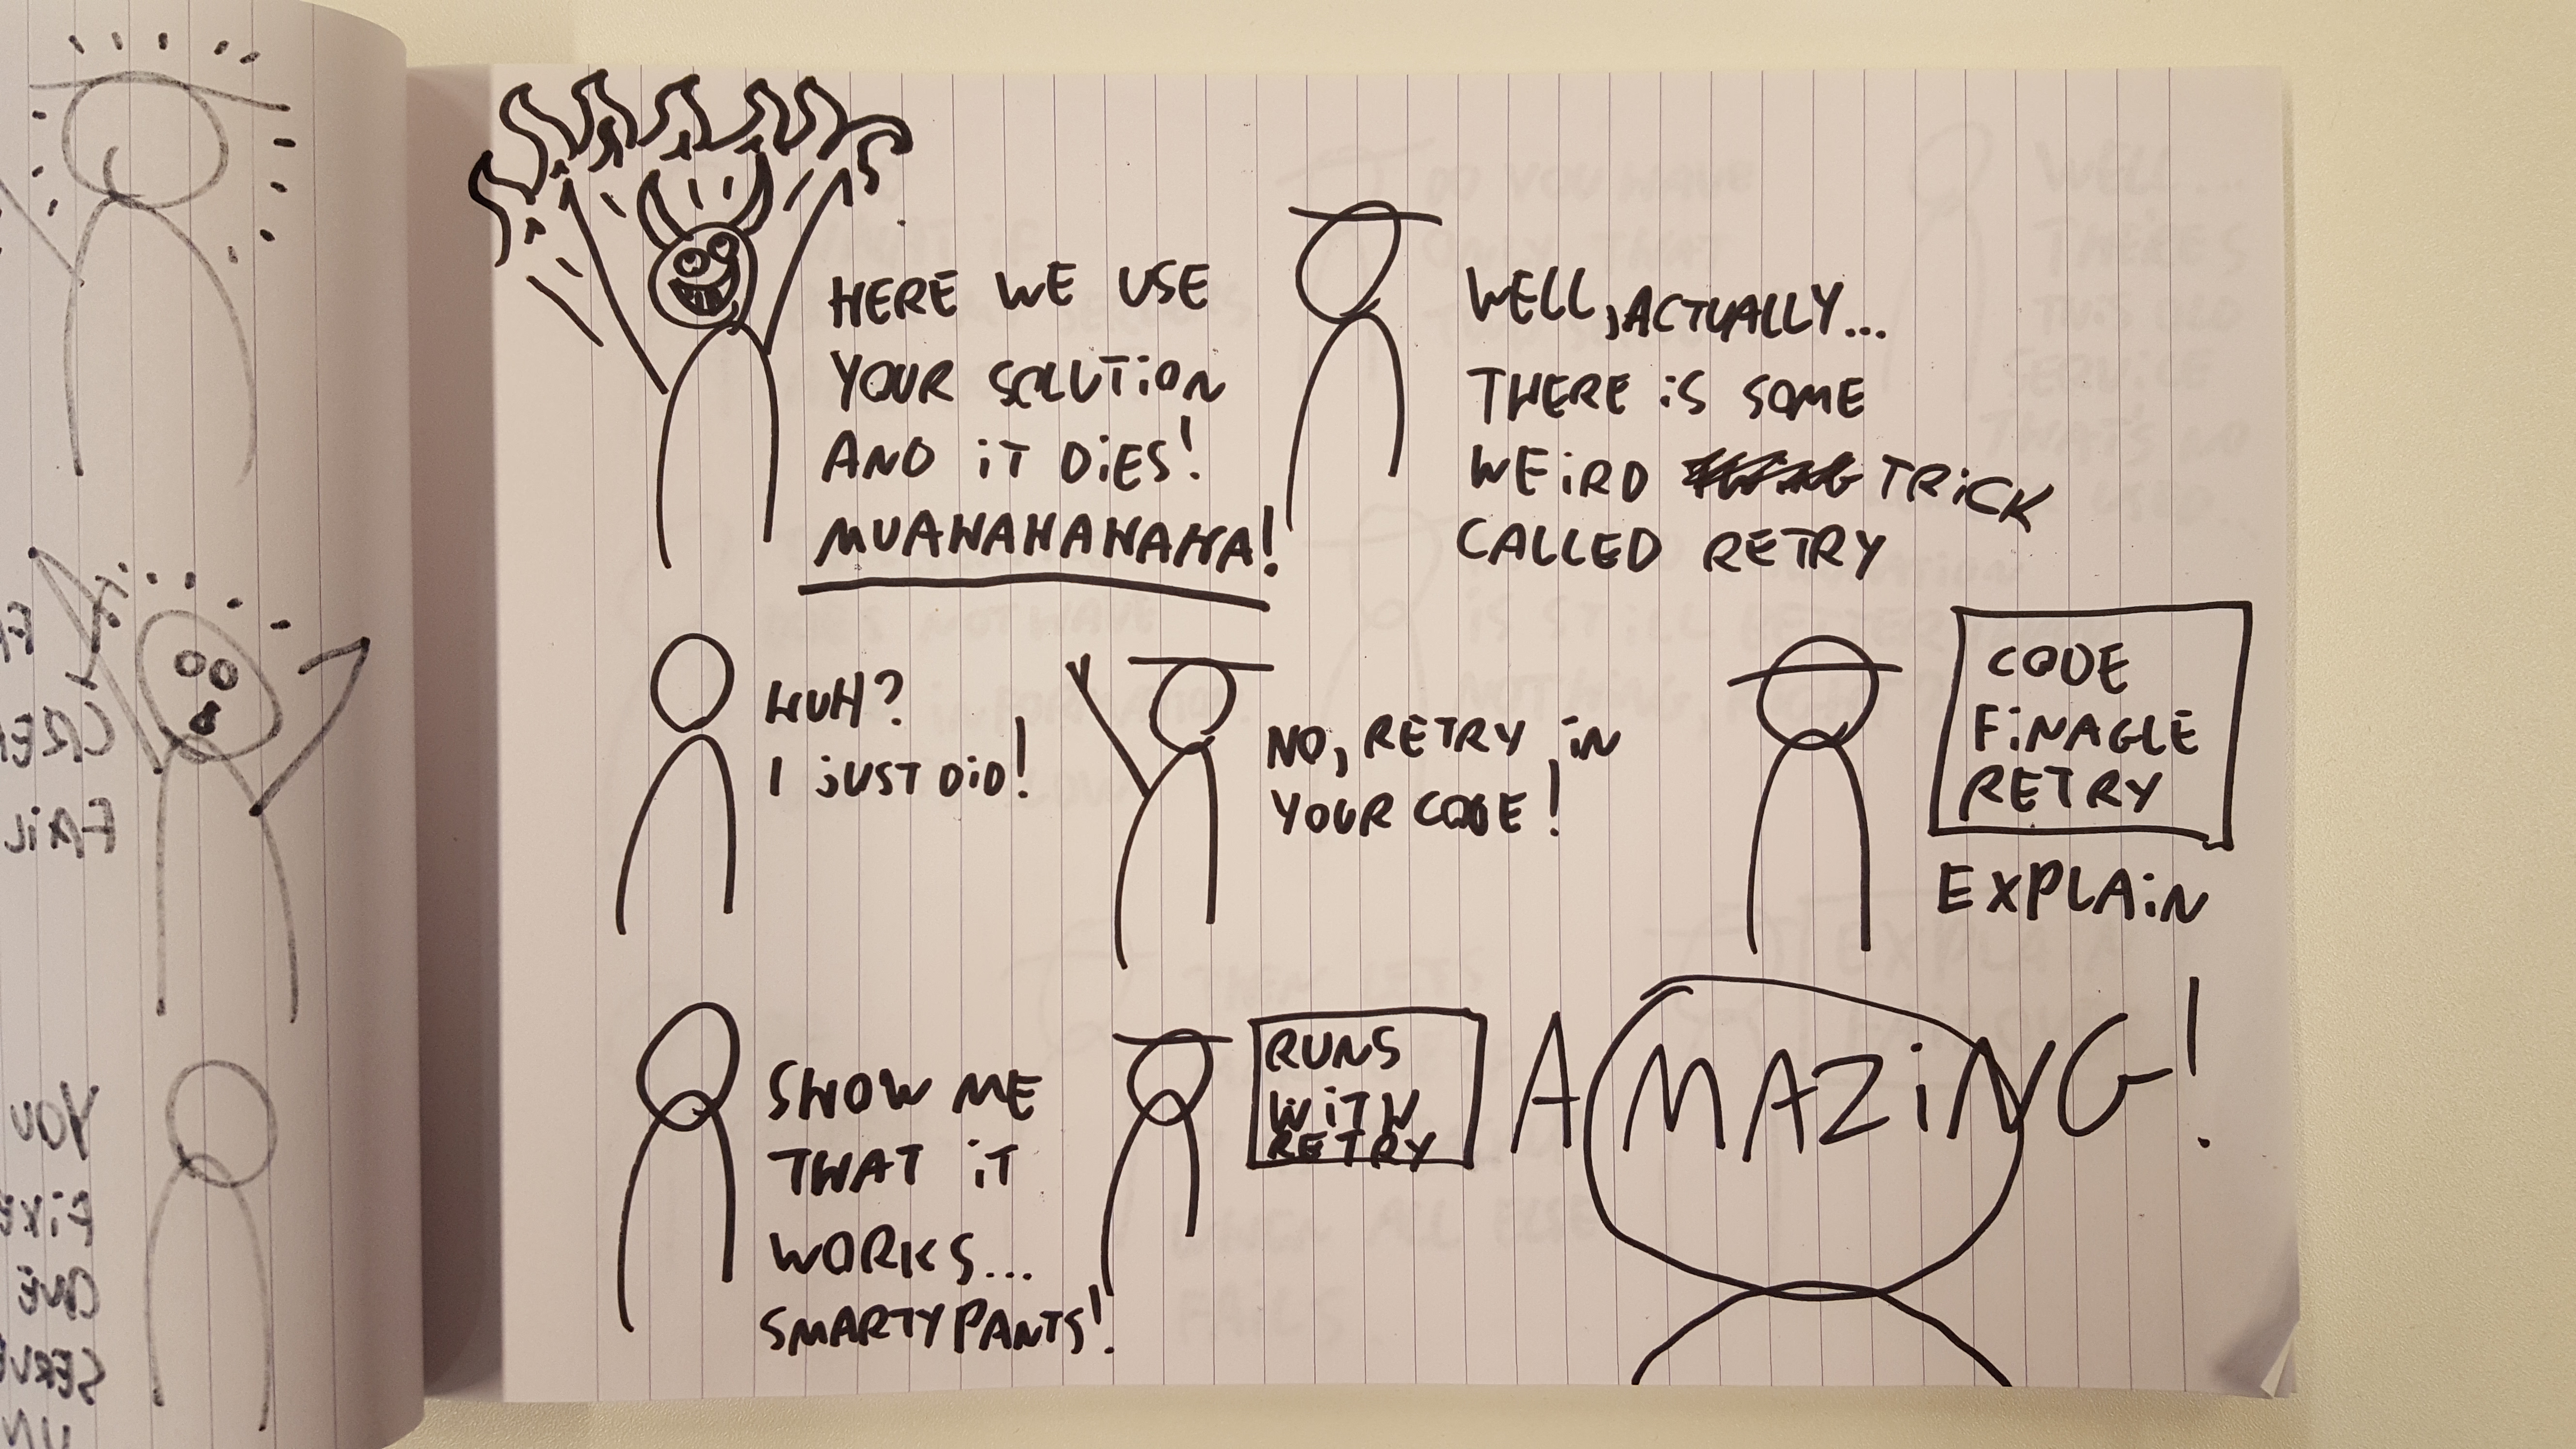 HERE WE USE
YOUR SOLUTION
AND iT DiES!
MUAHAHAHAHAHA!
WELL, ACTUALLY...
THERE iS SOME
WEiRD TRiCK
CALLED RETRY
HUH?
I JUST DiD!
NO, RETRY iN
YOUR CODE!
CODE
FiNAGLE
RETRY
EXPLAiN
SHOW ME
THAT iT
WORKS...
SMARTYPANTS!
RUNS
WiTH
RETRY
AMAZiNG!
YOU